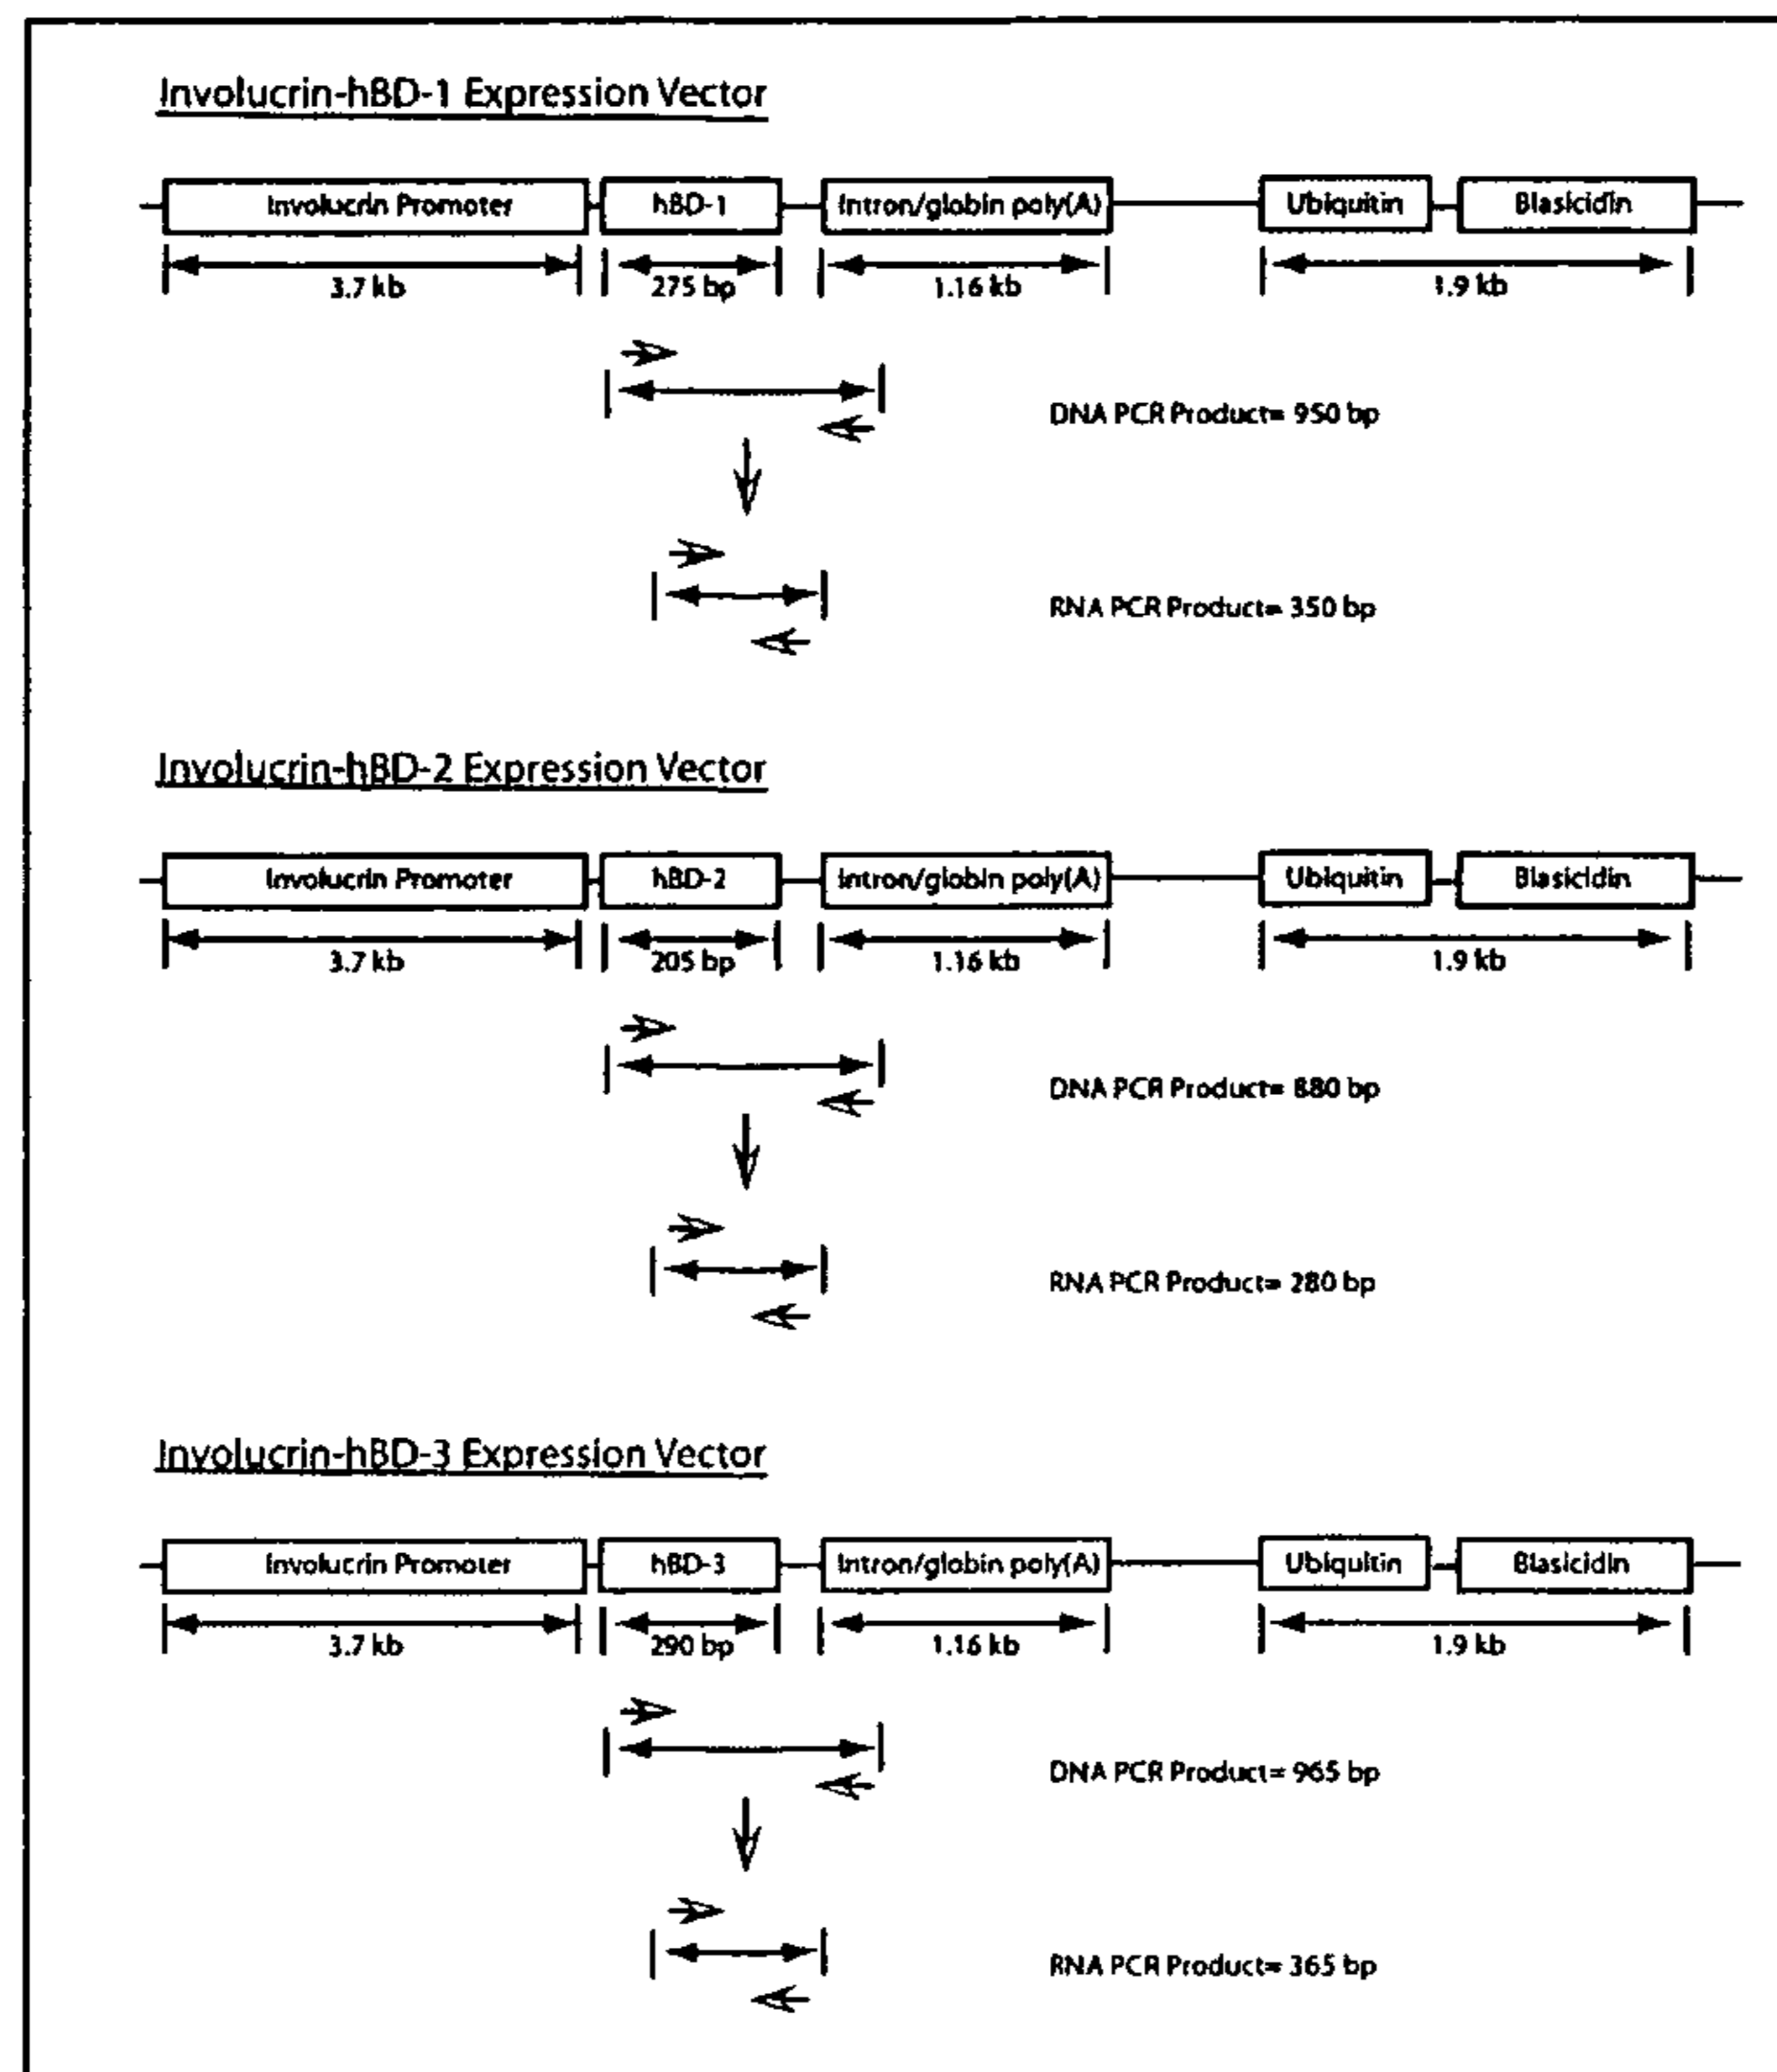 Involucrin-hBD-1 Expression Vector
Involucrin Promoter hBD-1 Intron/globin poly(A) Ubiquitin Blasicidin
3.7 kb 275 bp 1.16 kb 1.9 kb
DNA PCR Product= 950 bp
RNA PCR Product= 350 bp
Involucrin-hBD-2 Expression Vector
Involucrin Promoter hBD-2 Intron/globin poly(A) Ubiquitin Blasicidin
3.7 kb 205 bp 1.16 kb 1.9 kb
DNA PCR Product= 880 bp
RNA PCR Product= 280 bp
Involucrin-hBD-3 Expression Vector
Involucrin Promoter hBD-3 Intron/globin poly(A) Ubiquitin Blasicidin
3.7 kb 290 bp 1.16 kb 1.9 kb
DNA PCR Product= 965 bp
RNA PCR Product= 365 bp